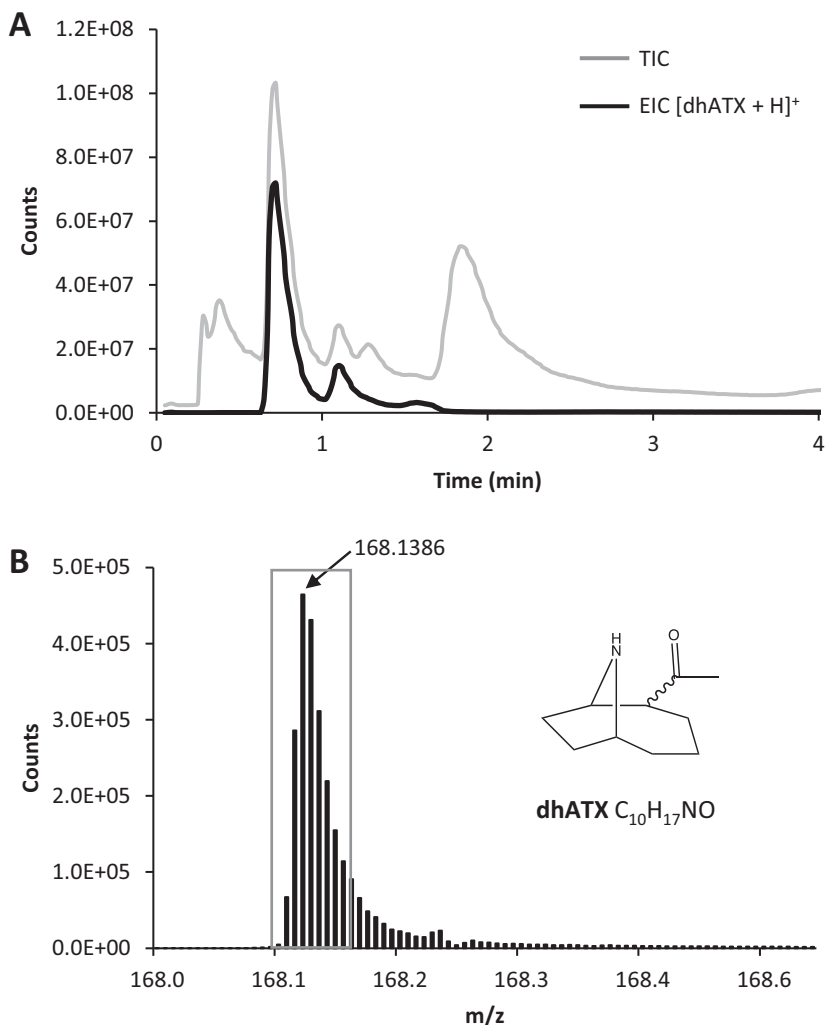 A
1.2E+08
1.0E+08
8.0E+07
6.0E+07
4.0E+07
2.0E+07
0.0E+00
Counts
TIC
EIC [dhATX + H]⁺
0 1 2 3 4
Time (min)
B
168.1386
5.0E+05
4.0E+05
3.0E+05
2.0E+05
1.0E+05
0.0E+00
Counts
H
N
O
dhATX C₁₀H₁₇NO
168.0 168.1 168.2 168.3 168.4 168.6
m/z